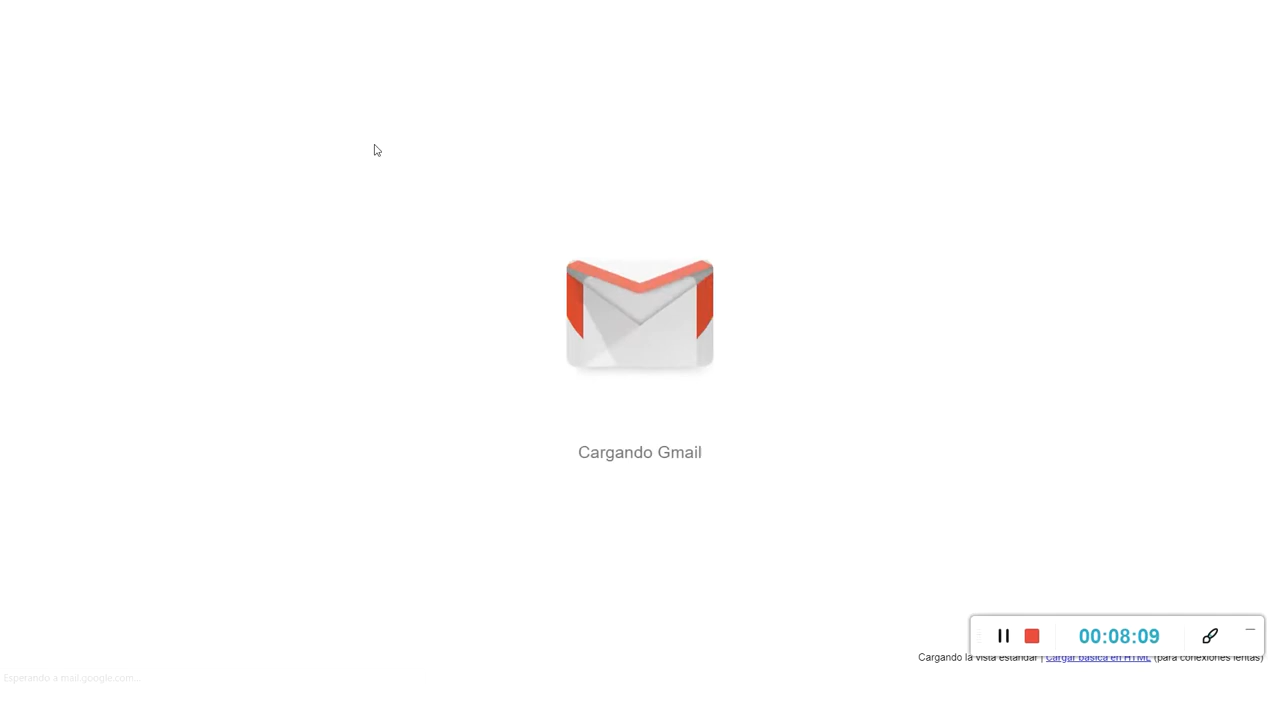 Cargando Gmail
00:08:09
Cargando la vista estándar | Cargar básica en HTML (para conexiones lentas)
Esperando a mail.google.com...